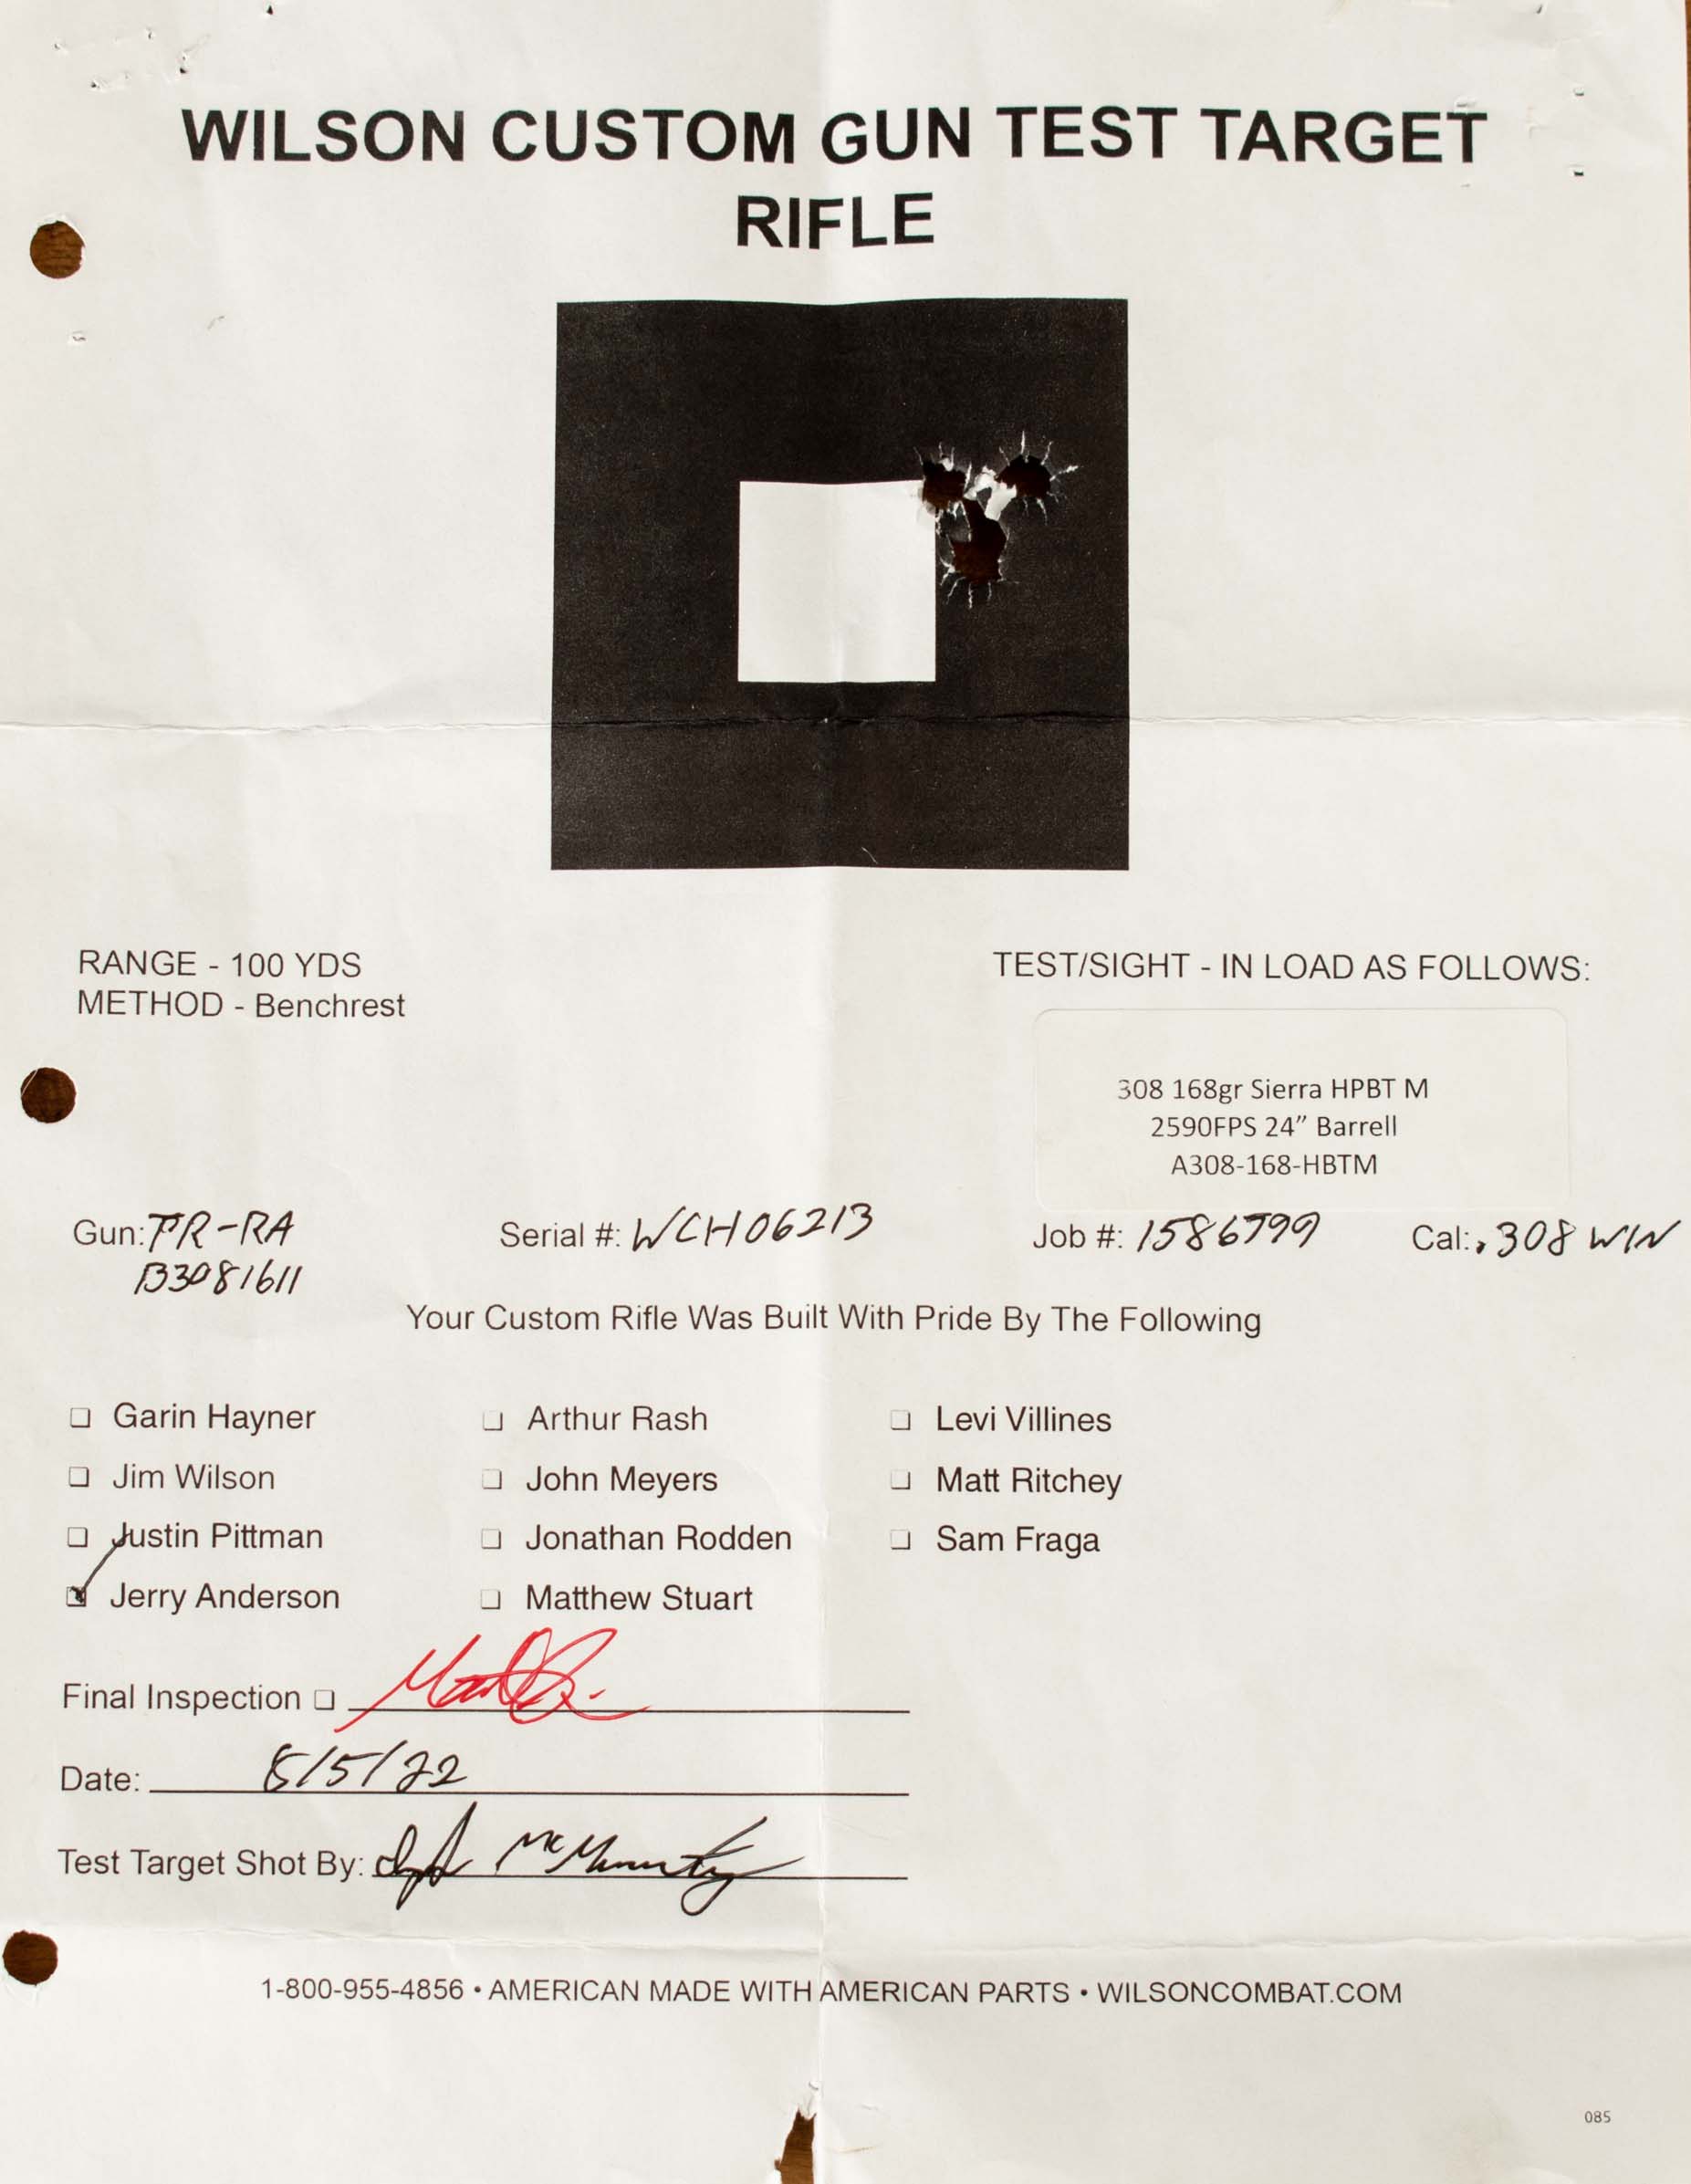 WILSON CUSTOM GUN TEST TARGET
RIFLE
RANGE - 100 YDS
METHOD - Benchrest
TEST/SIGHT - IN LOAD AS FOLLOWS:
308 168gr Sierra HPBT M
2590FPS 24" Barrell
A308-168-HBTM
Gun: TR-RA Serial #: WCH06213 Job #: 1586799 Cal: .308 WIN
B3081611
Your Custom Rifle Was Built With Pride By The Following
Garin Hayner Arthur Rash Levi Villines
Jim Wilson John Meyers Matt Ritchey
Justin Pittman Jonathan Rodden Sam Fraga
Jerry Anderson Matthew Stuart
Final Inspection
Date: 8/5/22
Test Target Shot By:
1-800-955-4856 • AMERICAN MADE WITH AMERICAN PARTS • WILSONCOMBAT.COM
085